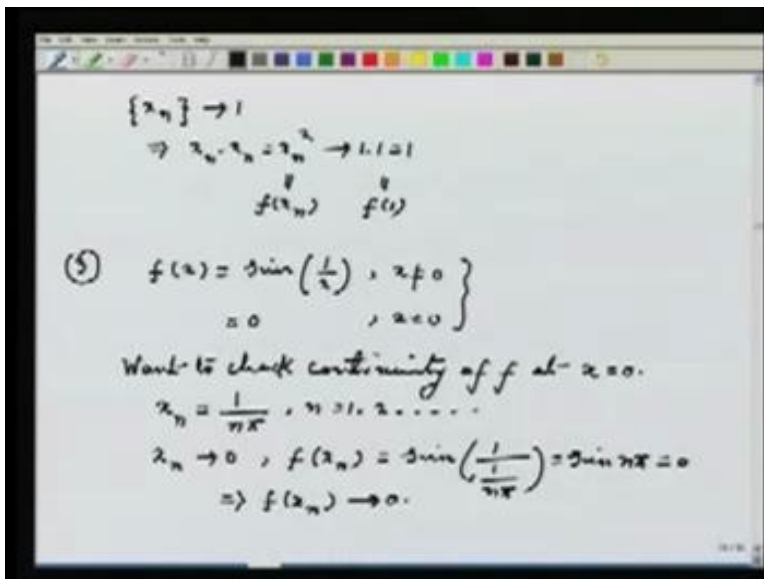 {xₙ} → 1
⇒ xₙ·xₙ = xₙ² → 1.1 = 1
f(xₙ) f(1)
(5) f(x) = Sin(1/x), x ≠ 0 }
= 0 , x = 0
Want to check continuity of f at x = 0.
xₙ = 1/nπ, n = 1, 2, .....
xₙ → 0, f(xₙ) = Sin(1/(1/nπ)) = Sin nπ = 0
⇒ f(xₙ) → 0.